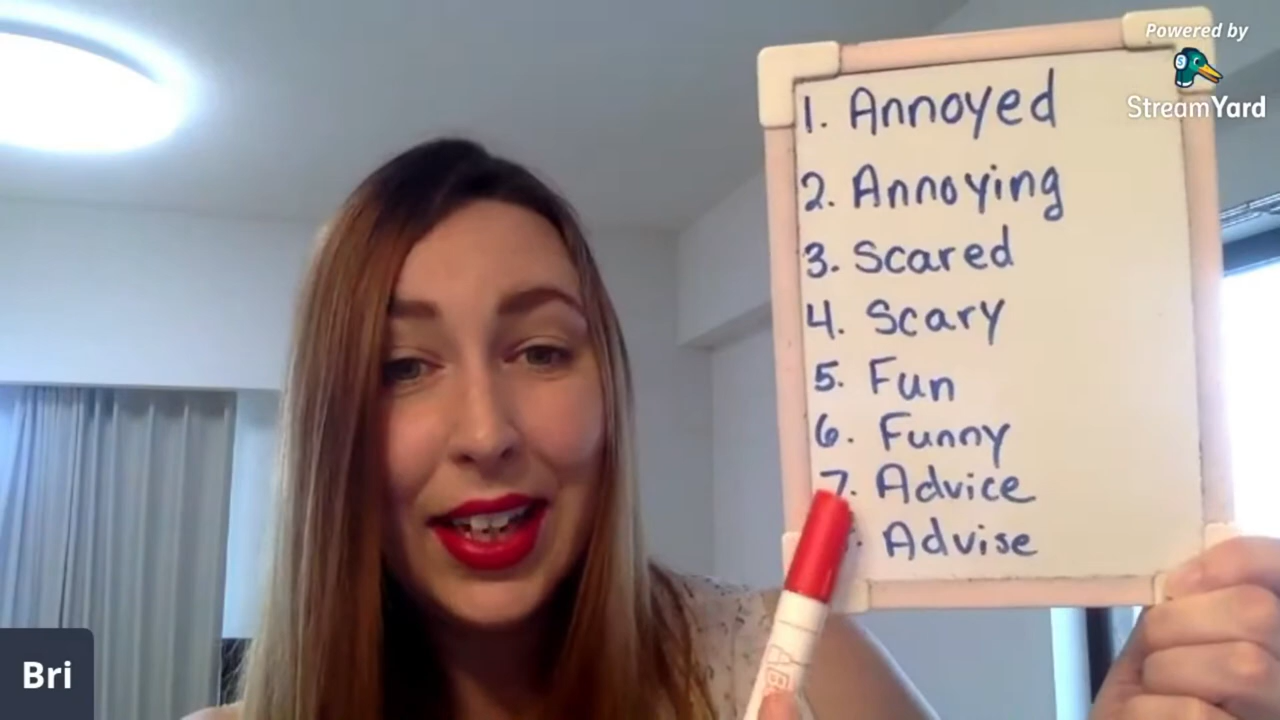 Powered by
StreamYard
1. Annoyed
2. Annoying
3. Scared
4. Scary
5. Fun
6. Funny
7. Advice
Advise
Bri